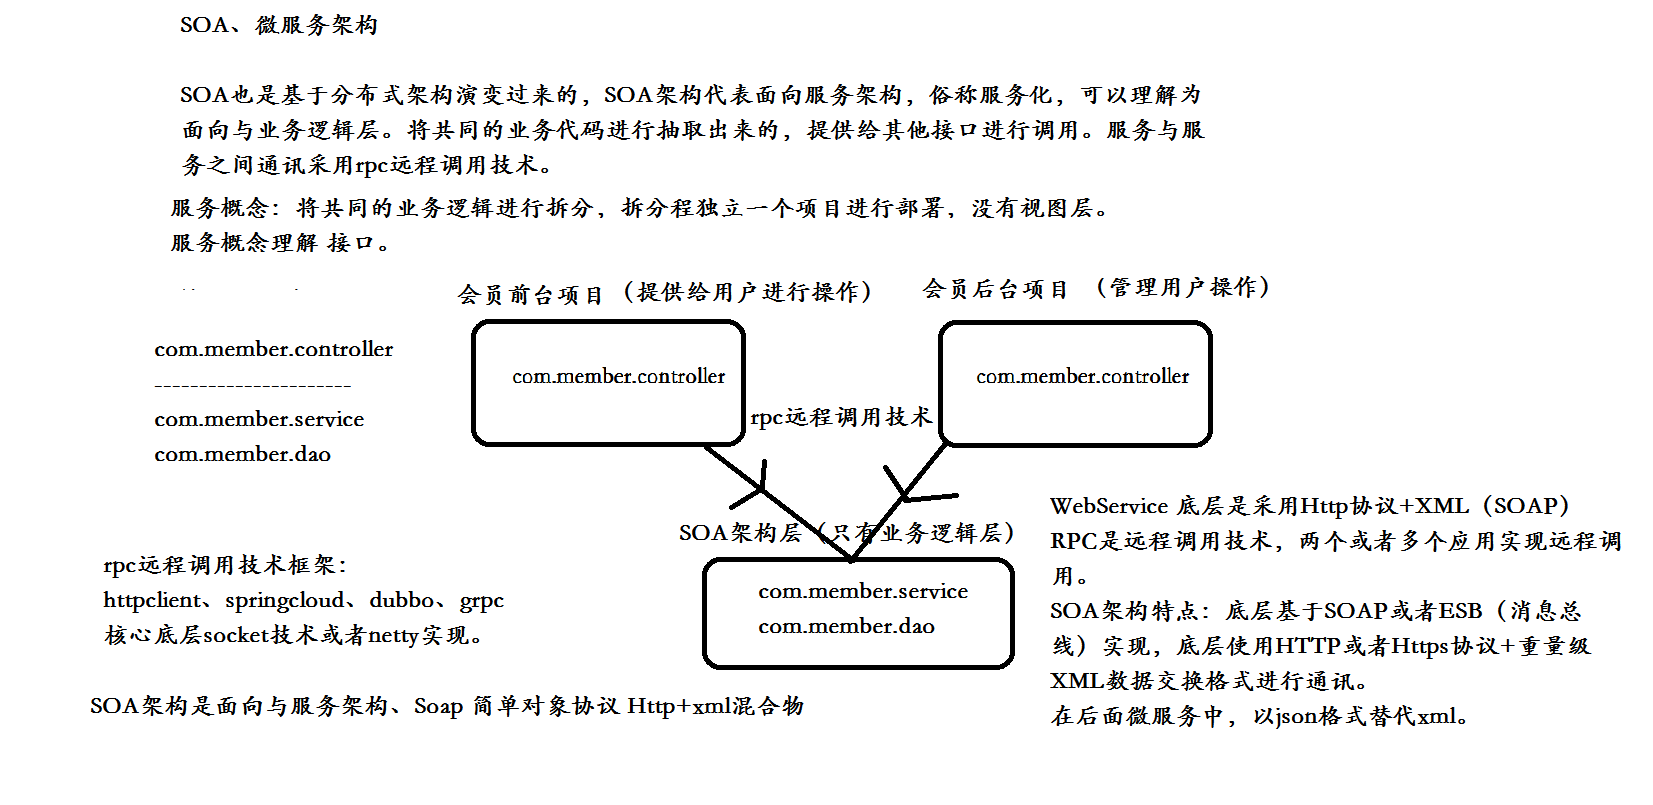 SOA、微服务架构
SOA也是基于分布式架构演变过来的，SOA架构代表面向服务架构，俗称服务化，可以理解为
面向与业务逻辑层。将共同的业务代码进行抽取出来的，提供给其他接口进行调用。服务与服
务之间通讯采用rpc远程调用技术。
服务概念：将共同的业务逻辑进行拆分，拆分程独立一个项目进行部署，没有视图层。
服务概念理解 接口。
会员前台项目 （提供给用户进行操作）
会员后台项目 （管理用户操作）
com.member.controller
----------------------
com.member.service
com.member.dao
com.member.controller
com.member.controller
rpc远程调用技术
SOA架构层（只有业务逻辑层）
com.member.service
com.member.dao
rpc远程调用技术框架：
httpclient、springcloud、dubbo、grpc
核心底层socket技术或者netty实现。
WebService 底层是采用Http协议+XML（SOAP）
RPC是远程调用技术，两个或者多个应用实现远程调
用。
SOA架构特点：底层基于SOAP或者ESB（消息总
线）实现，底层使用HTTP或者Https协议+重量级
XML数据交换格式进行通讯。
在后面微服务中，以json格式替代xml。
SOA架构是面向与服务架构、Soap 简单对象协议 Http+xml混合物